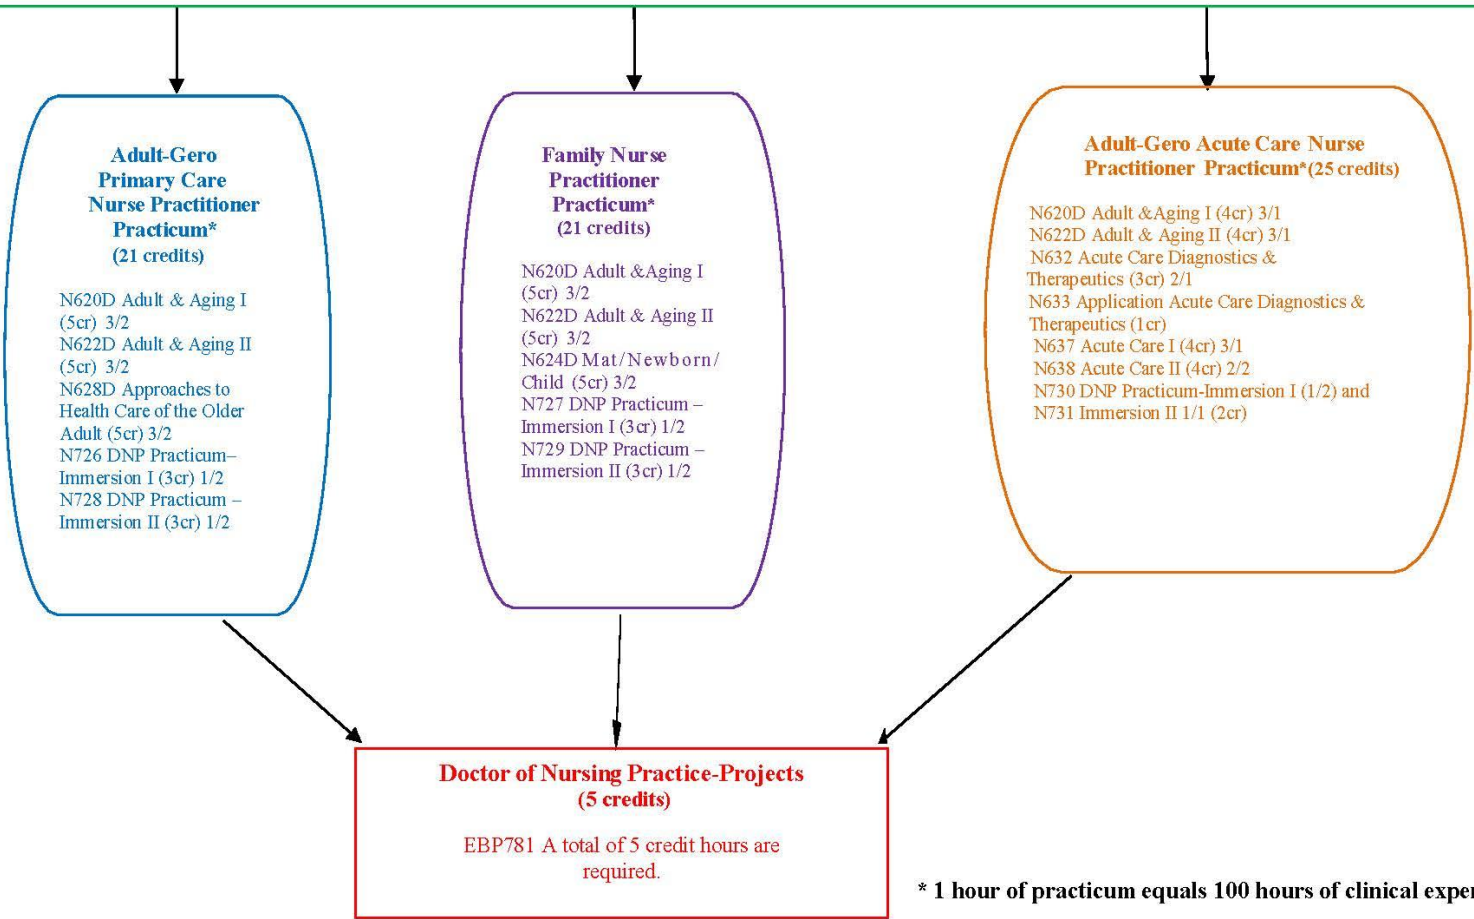 Adult-Gero
Primary Care
Nurse Practitioner
Practicum*
(21 credits)
N620D Adult & Aging I
(5cr) 3/2
N622D Adult & Aging II
(5cr) 3/2
N628D Approaches to
Health Care of the Older
Adult (5cr) 3/2
N726 DNP Practicum–
Immersion I (3cr) 1/2
N728 DNP Practicum –
Immersion II (3cr) 1/2
Family Nurse
Practitioner
Practicum*
(21 credits)
N620D Adult &Aging I
(5cr) 3/2
N622D Adult & Aging II
(5cr) 3/2
N624D Mat/Newborn/
Child (5cr) 3/2
N727 DNP Practicum –
Immersion I (3cr) 1/2
N729 DNP Practicum –
Immersion II (3cr) 1/2
Adult-Gero Acute Care Nurse
Practitioner Practicum*(25 credits)
N620D Adult &Aging I (4cr) 3/1
N622D Adult & Aging II (4cr) 3/1
N632 Acute Care Diagnostics &
Therapeutics (3cr) 2/1
N633 Application Acute Care Diagnostics &
Therapeutics (1cr)
N637 Acute Care I (4cr) 3/1
N638 Acute Care II (4cr) 2/2
N730 DNP Practicum-Immersion I (1/2) and
N731 Immersion II 1/1 (2cr)
Doctor of Nursing Practice-Projects
(5 credits)
EBP781 A total of 5 credit hours are
required.
* 1 hour of practicum equals 100 hours of clinical exper